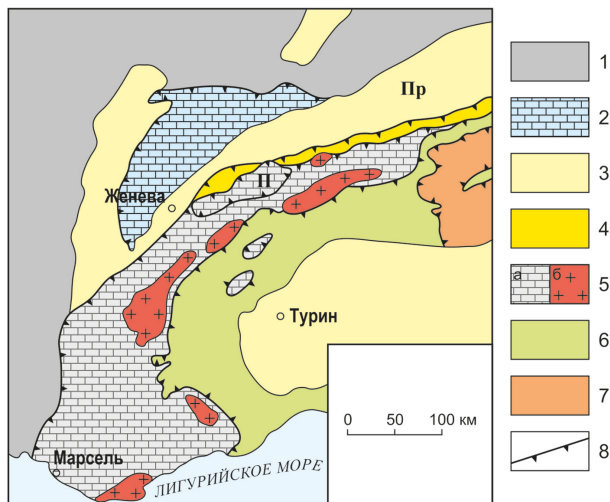 Пр
П
Женева
Турин
Марсель
ЛИГУРИЙСКОЕ МОРЕ
0 50 100 км
1
2
3
4
а б 5
6
7
8